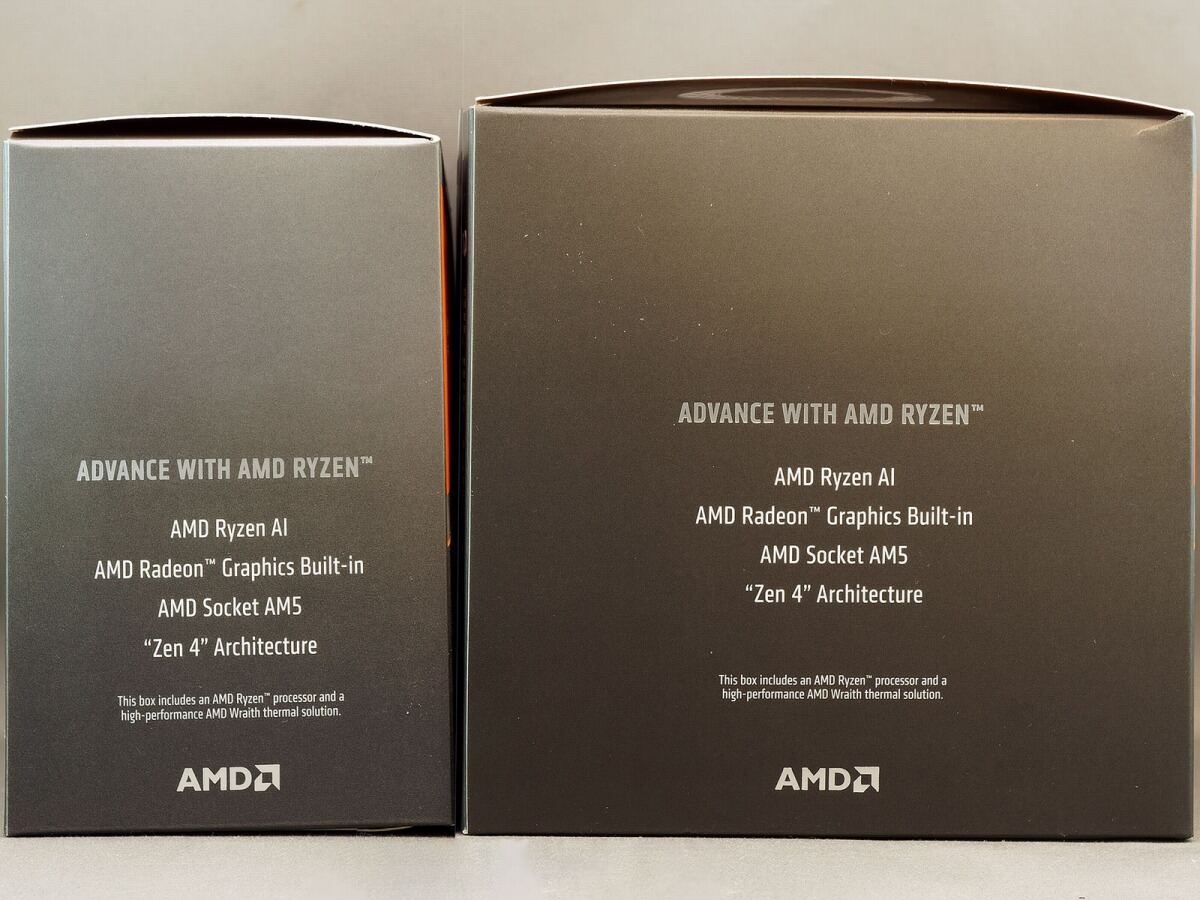 ADVANCE WITH AMD RYZEN™
AMD Ryzen AI
AMD Radeon™ Graphics Built-in
AMD Socket AM5
“Zen 4” Architecture
This box includes an AMD Ryzen™ processor and a
high-performance AMD Wraith thermal solution.
AMD
ADVANCE WITH AMD RYZEN™
AMD Ryzen AI
AMD Radeon™ Graphics Built-in
AMD Socket AM5
“Zen 4” Architecture
This box includes an AMD Ryzen™ processor and a
high-performance AMD Wraith thermal solution.
AMD